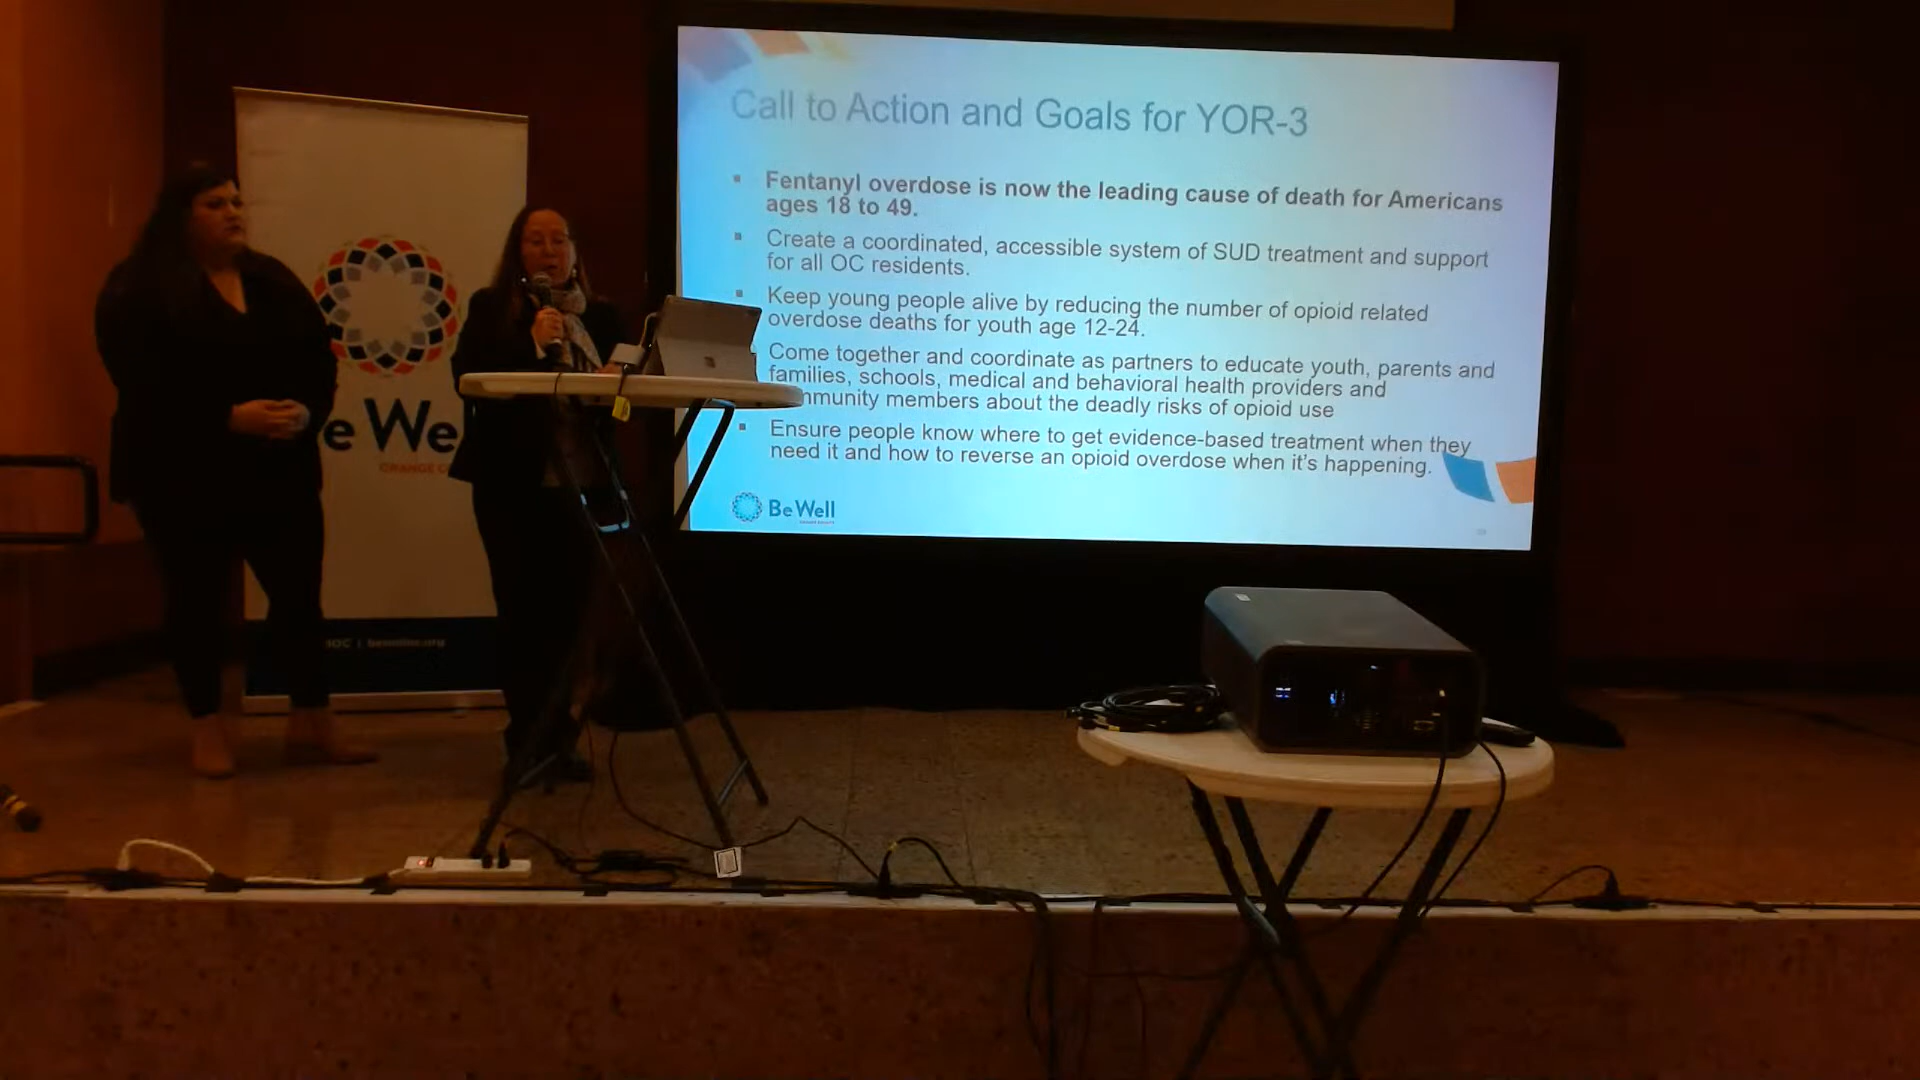 Call to Action and Goals for YOR-3
Fentanyl overdose is now the leading cause of death for Americans
ages 18 to 49.
Create a coordinated, accessible system of SUD treatment and support
for all OC residents.
Keep young people alive by reducing the number of opioid related
overdose deaths for youth age 12-24.
Come together and coordinate as partners to educate youth, parents and
families, schools, medical and behavioral health providers and
mmunity members about the deadly risks of opioid use
Ensure people know where to get evidence-based treatment when they
need it and how to reverse an opioid overdose when it's happening.
Be Well
e We
ORANGE C